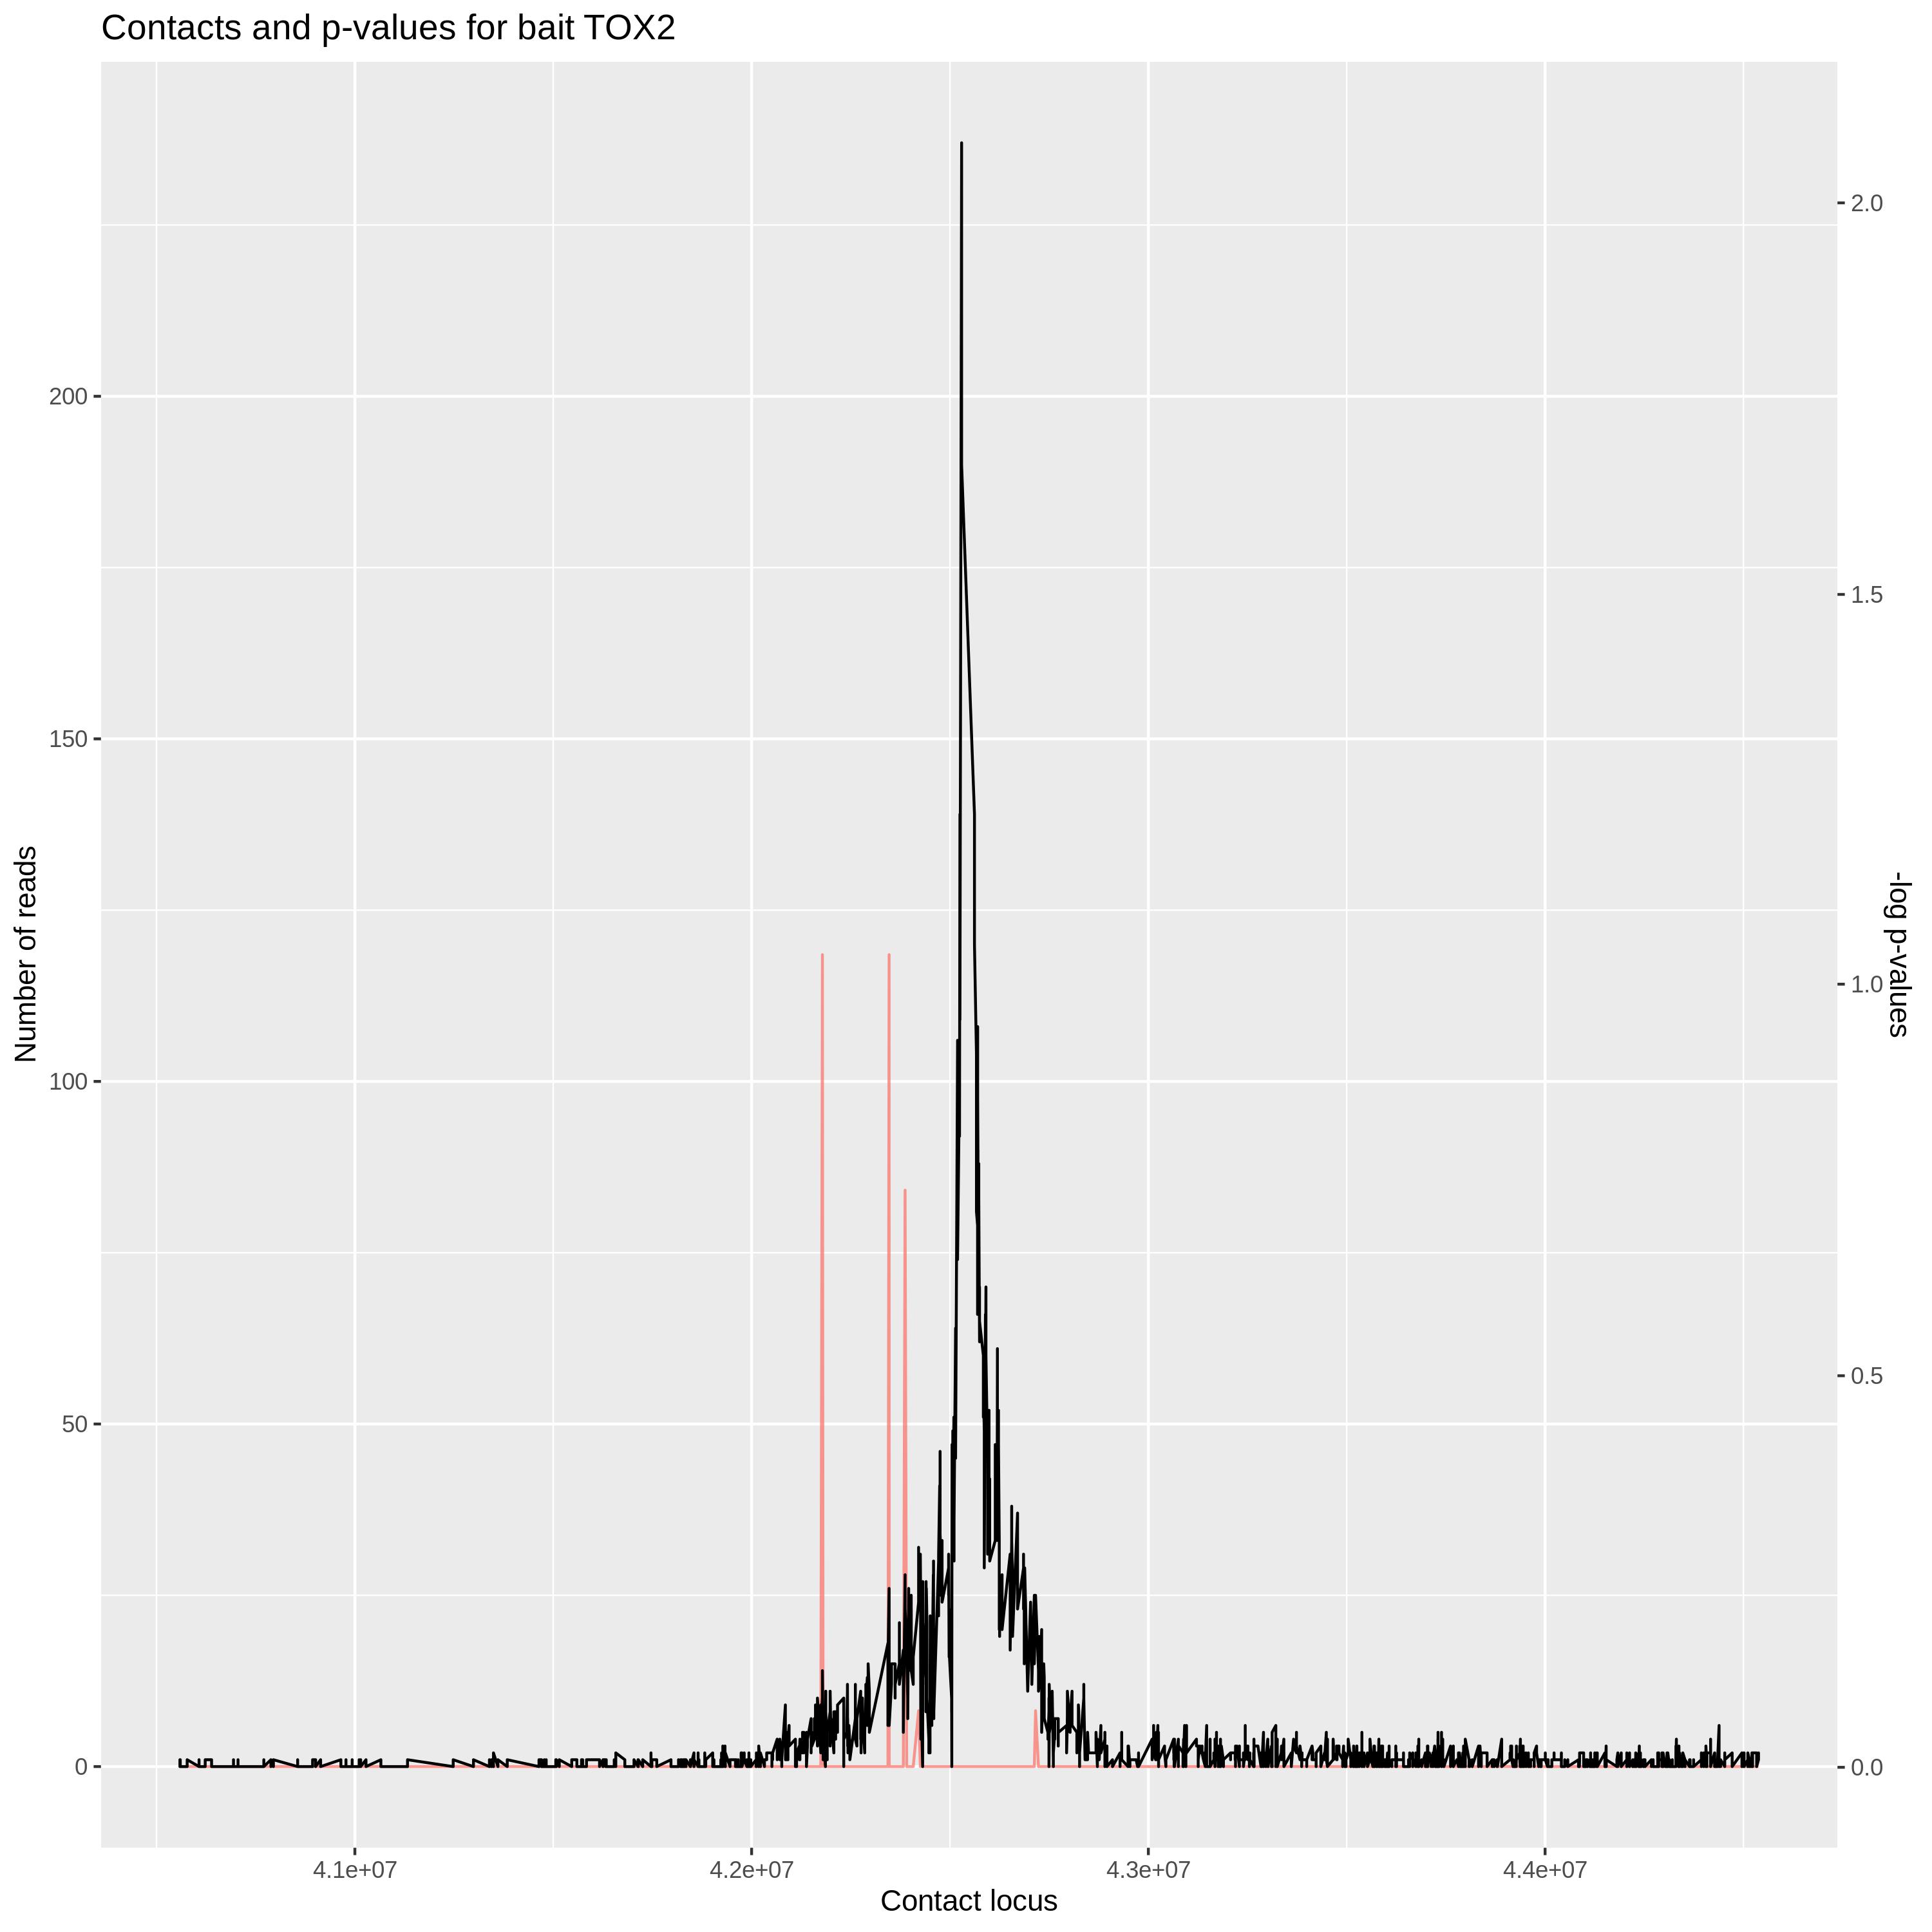 Contacts and p-values for bait TOX2
Number of reads
200
150
100
50
0
2.0
1.5
1.0
0.5
0.0
-log p-values
4.1e+07
4.2e+07
4.3e+07
4.4e+07
Contact locus